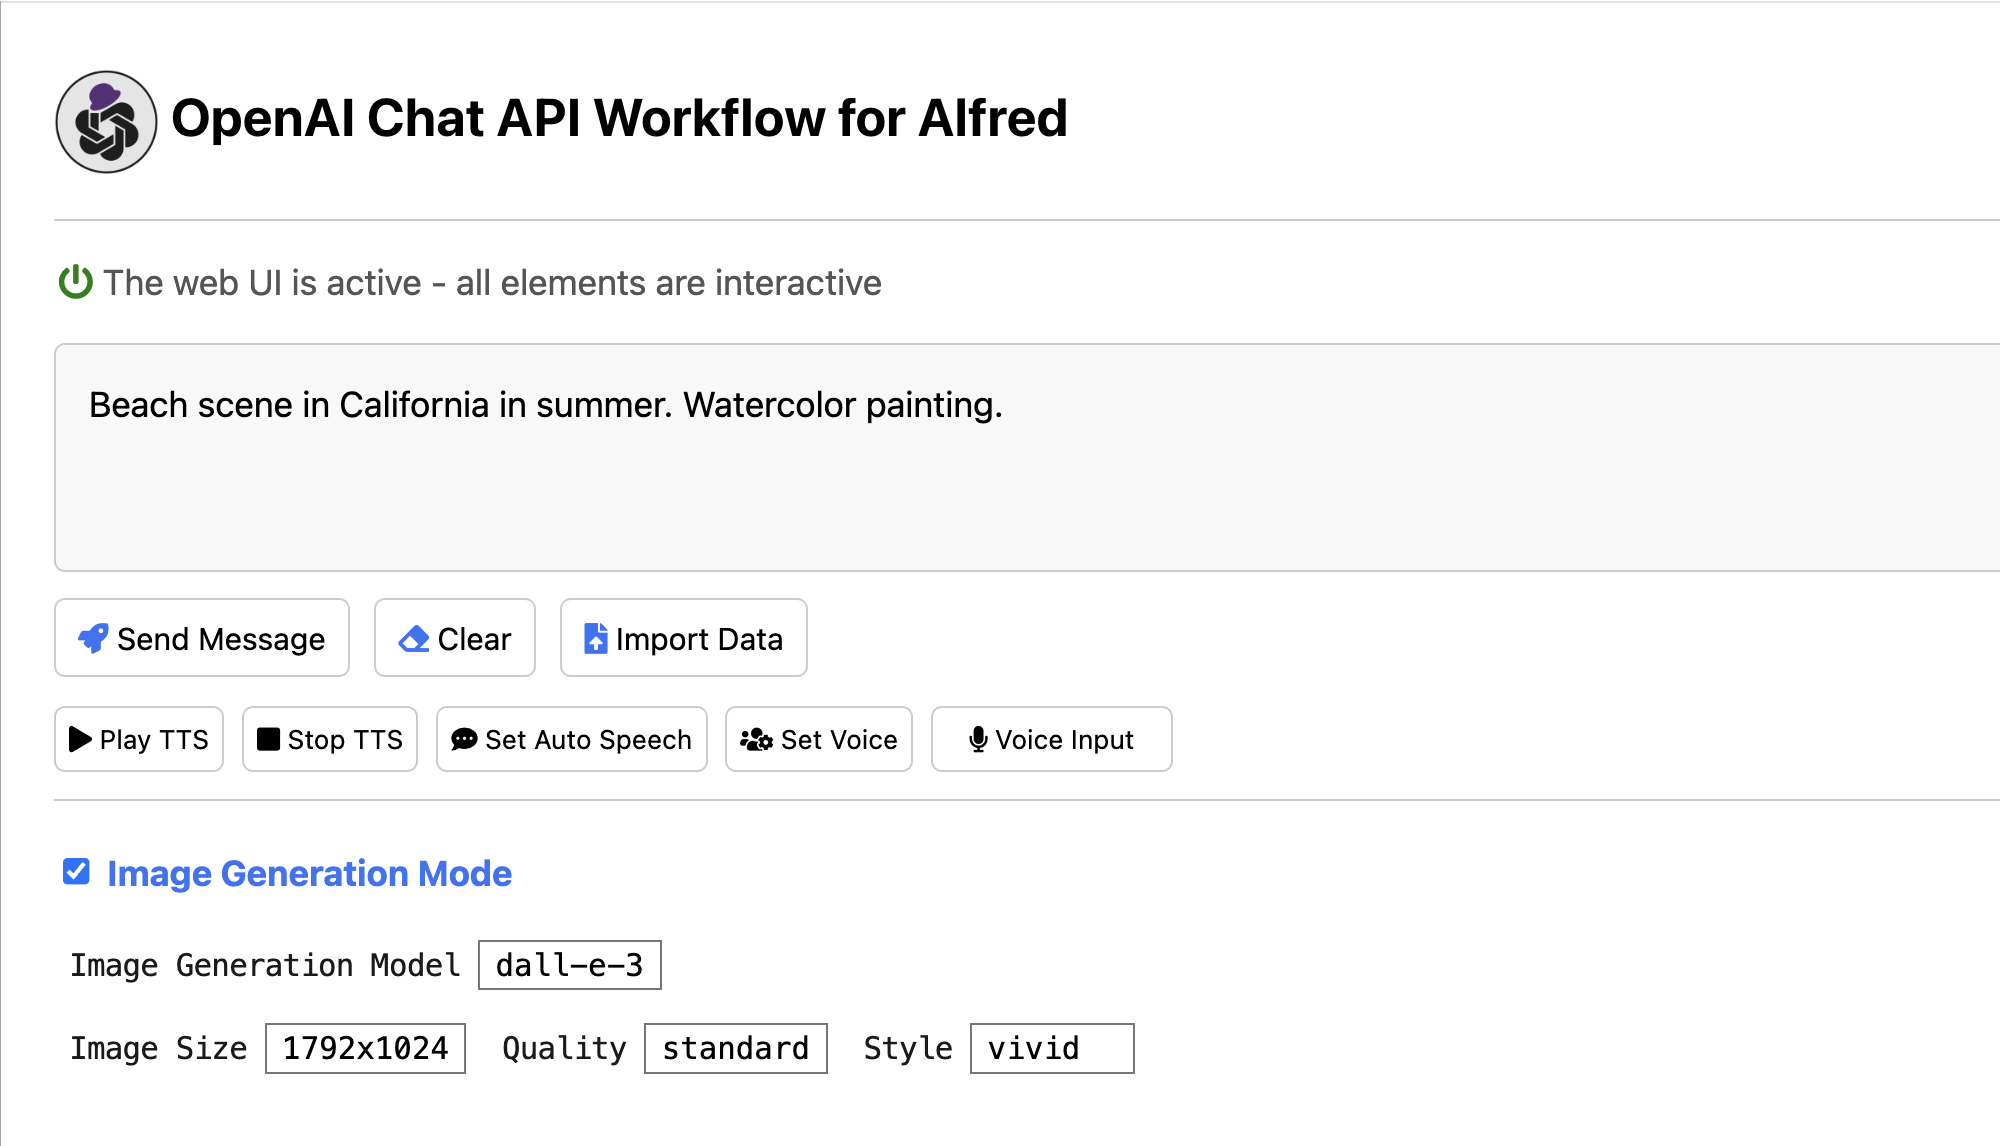 OpenAI Chat API Workflow for Alfred
The web UI is active - all elements are interactive
Beach scene in California in summer. Watercolor painting.
Send Message Clear Import Data
Play TTS Stop TTS Set Auto Speech Set Voice Voice Input
Image Generation Mode
Image Generation Model dall-e-3
Image Size 1792x1024 Quality standard Style vivid